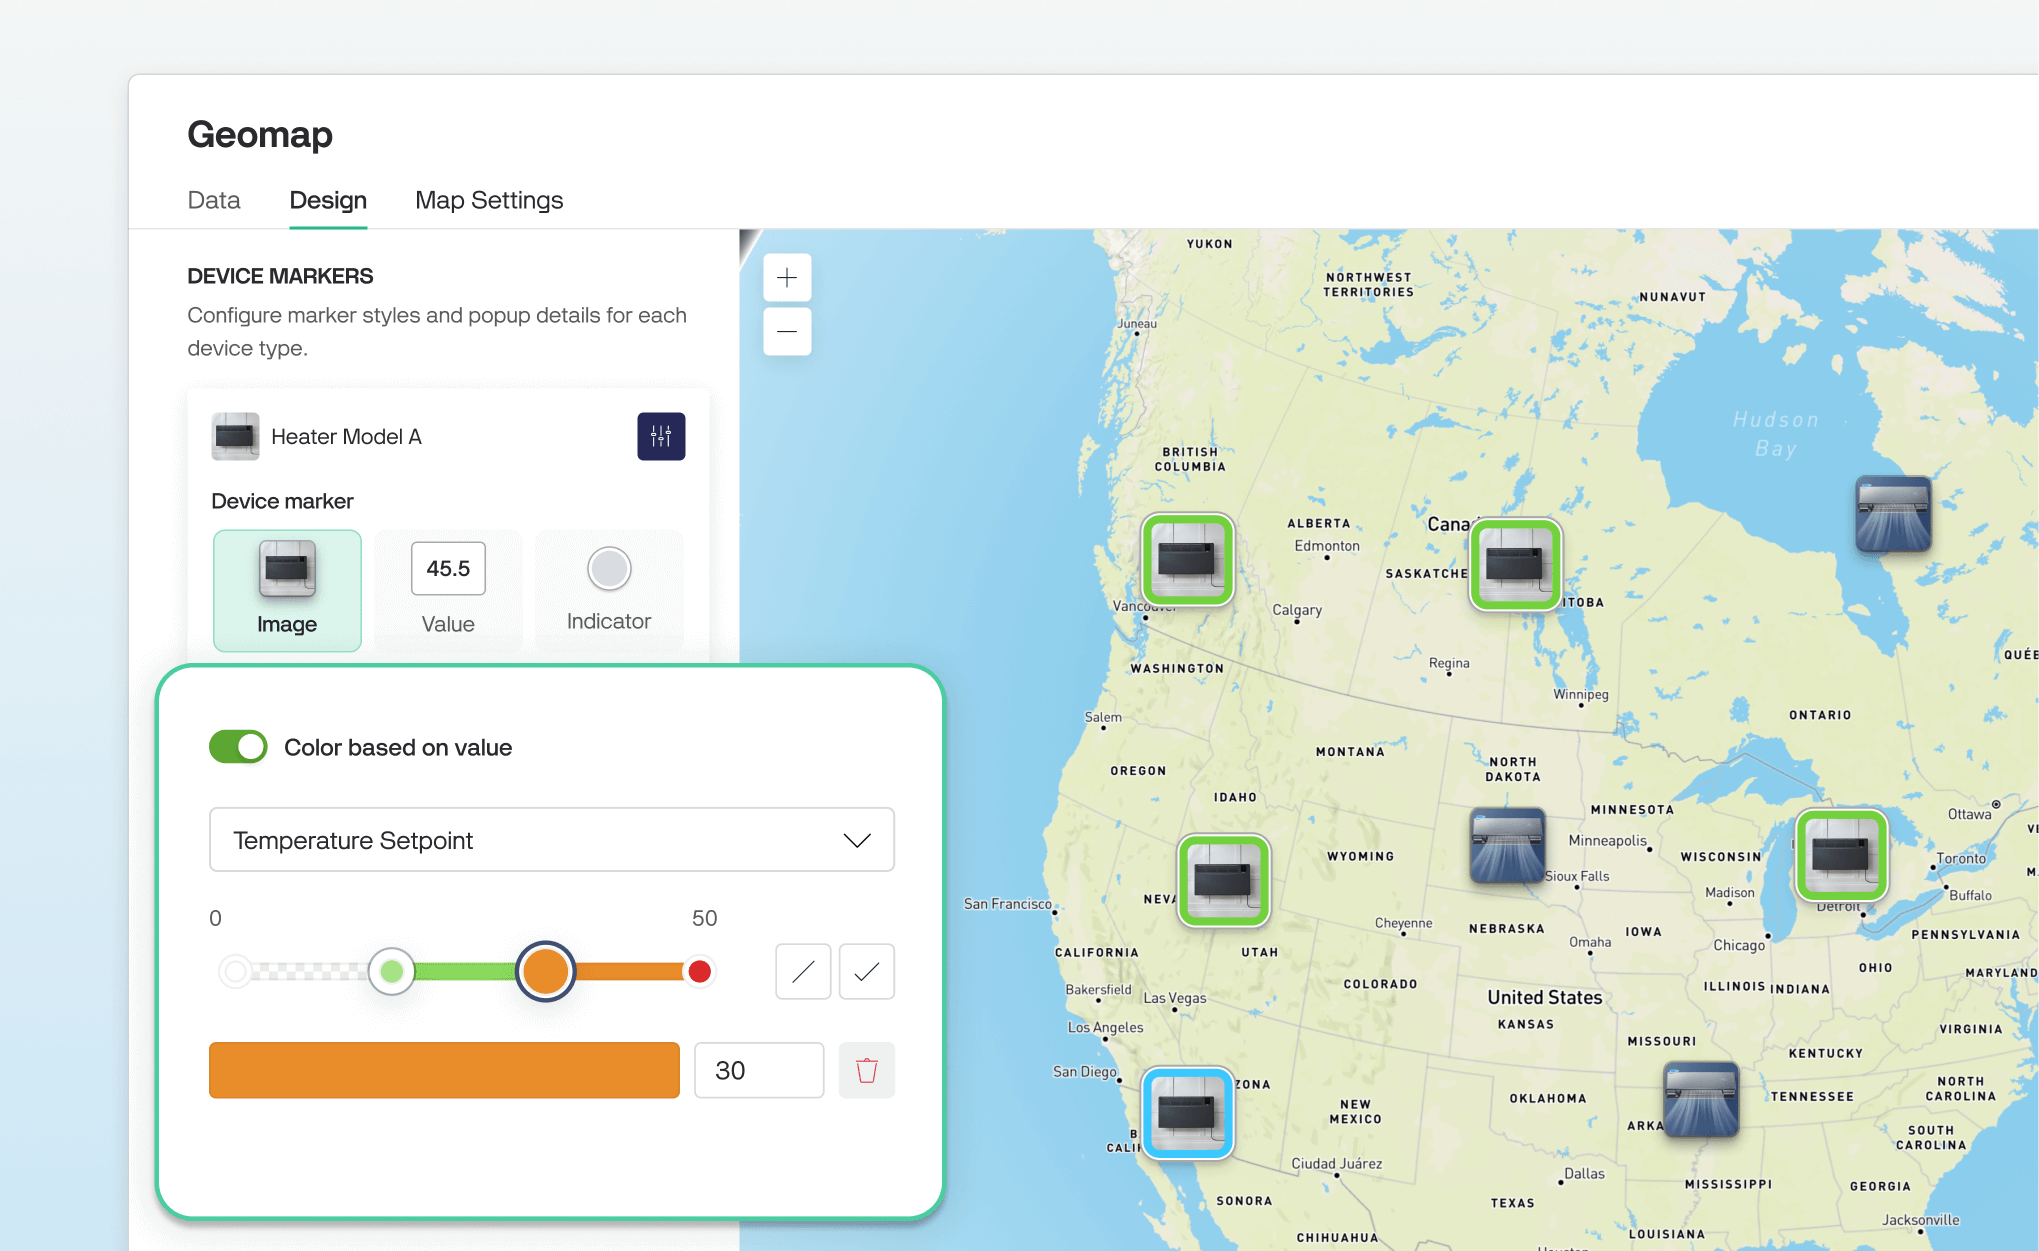 Geomap
Data
Design
Map Settings
DEVICE MARKERS
Configure marker styles and popup details for each
device type.
Heater Model A
Device marker
Image
45.5
Value
Indicator
Color based on value
Temperature Setpoint
0
50
30
YUKON
NORTHWEST
TERRITORIES
NUNAVUT
Juneau
Hudson
Bay
BRITISH
COLUMBIA
ALBERTA
Edmonton
Cana
SASKATCHE
ITOBA
Vancouver
Calgary
QUÉE
Regina
WASHINGTON
Winnipeg
ONTARIO
Salem
MONTANA
NORTH
DAKOTA
OREGON
IDAHO
MINNESOTA
Ottawa
Minneapolis
WYOMING
WISCONSIN
Toronto
Sioux Falls
Madison
Buffalo
NEVA
San Francisco
Detroit
Cheyenne
NEBRASKA
IOWA
Omaha
Chicago
PENNSYLVANIA
CALIFORNIA
UTAH
OHIO
MARYLAND
Bakersfield
Las Vegas
COLORADO
ILLINOIS
INDIANA
United States
KANSAS
Los Angeles
VIRGINIA
MISSOURI
KENTUCKY
San Diego
ZONA
NORTH
CAROLINA
NEW
MEXICO
OKLAHOMA
TENNESSEE
ARKA
B
CALI
SOUTH
CAROLINA
Ciudad Juárez
Dallas
MISSISSIPPI
GEORGIA
SONORA
TEXAS
Jacksonville
CHIHUAHUA
LOUISIANA